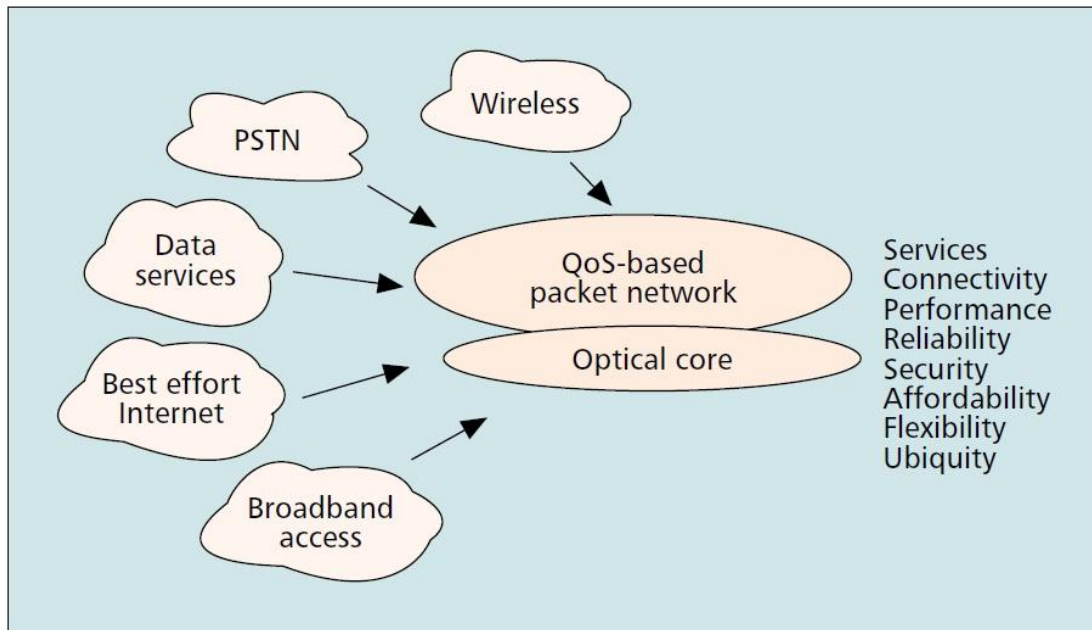 Wireless
PSTN
Data
services
Best effort
Internet
Broadband
access
QoS-based
packet network
Optical core
Services
Connectivity
Performance
Reliability
Security
Affordability
Flexibility
Ubiquity